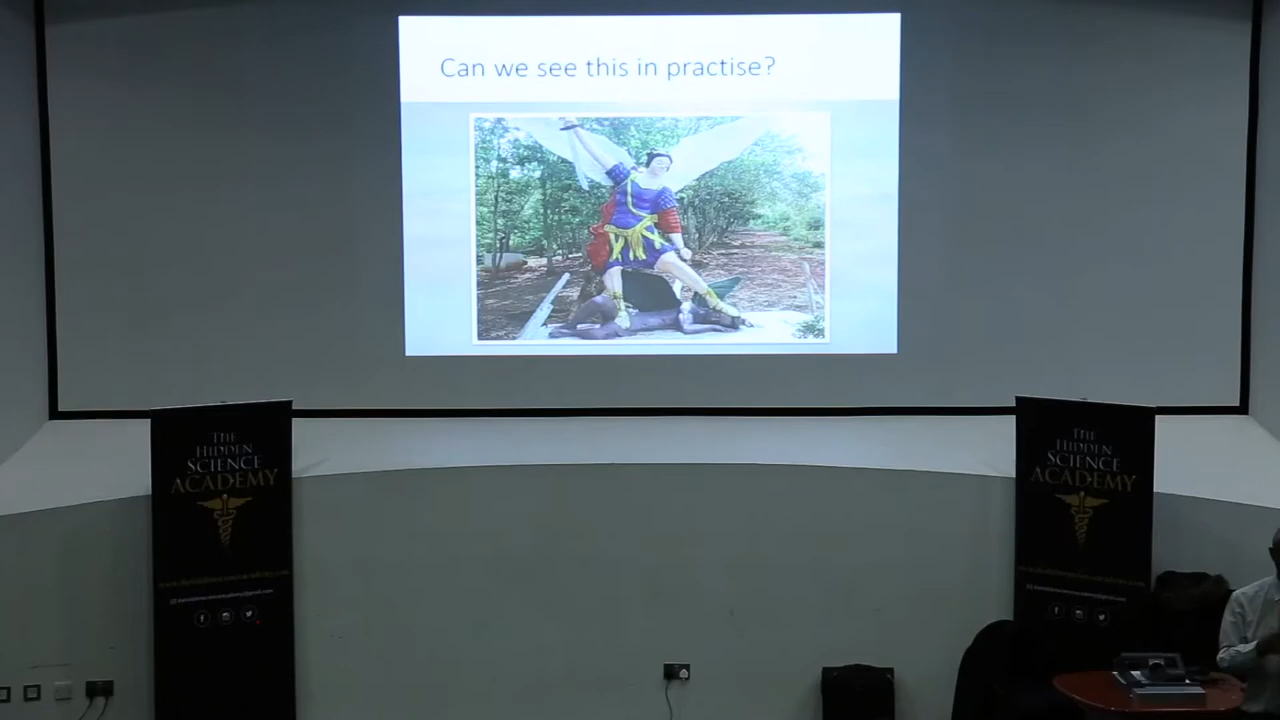 Can we see this in practise?
THE
HIDDEN
SCIENCE
ACADEMY
THE
HIDDEN
SCIENCE
ACADEMY